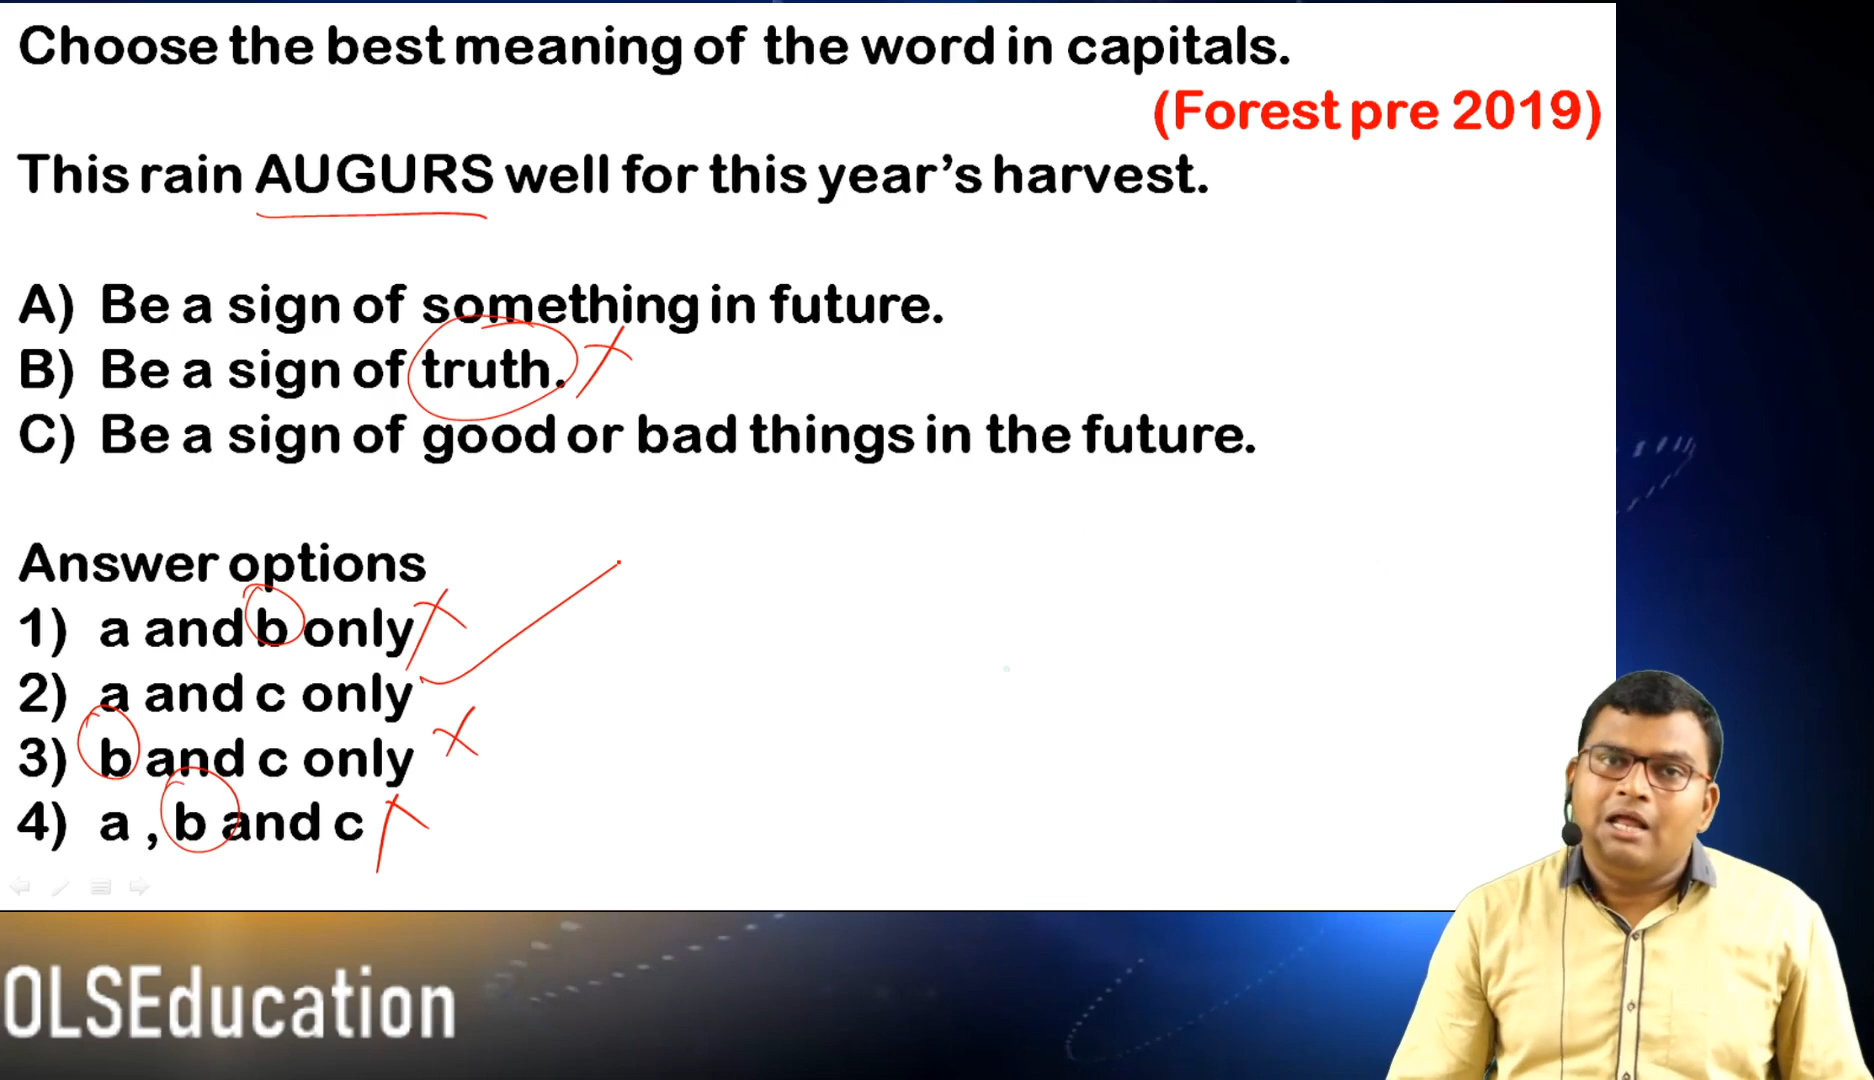 Choose the best meaning of the word in capitals.
(Forest pre 2019)
This rain AUGURS well for this year’s harvest.
A) Be a sign of something in future.
B) Be a sign of truth.
C) Be a sign of good or bad things in the future.
Answer options
1) a and b only
2) a and c only
3) b and c only
4) a , b and c
OLSEducation